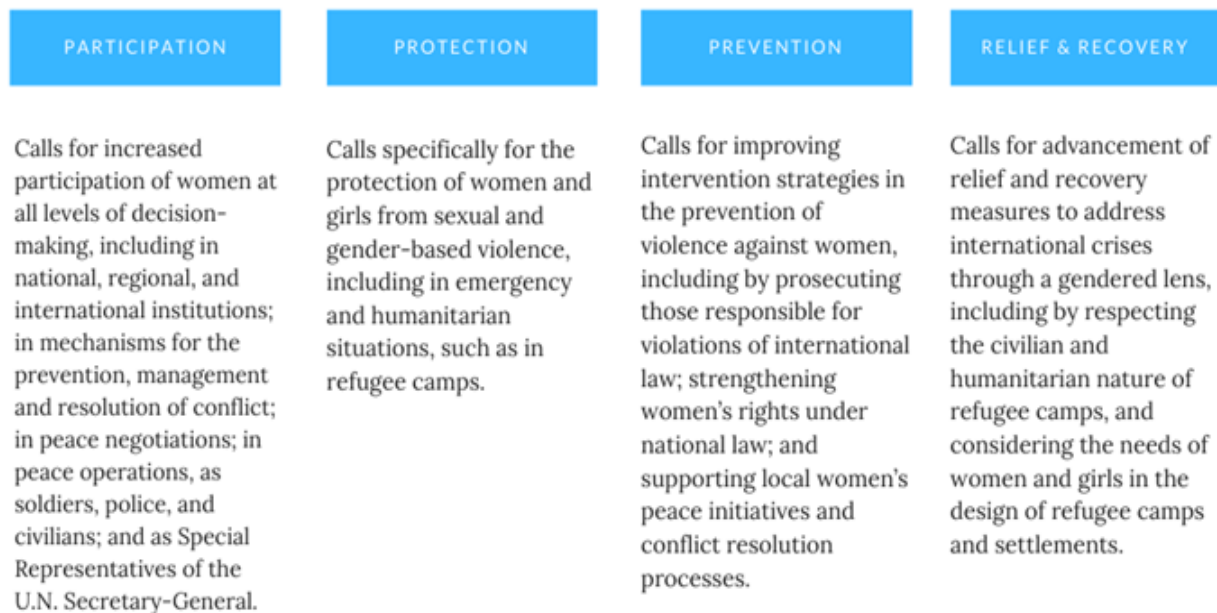 PARTICIPATION
Calls for increased
participation of women at
all levels of decision-
making, including in
national, regional, and
international institutions;
in mechanisms for the
prevention, management
and resolution of conflict;
in peace negotiations; in
peace operations, as
soldiers, police, and
civilians; and as Special
Representatives of the
U.N. Secretary-General.
PROTECTION
Calls specifically for the
protection of women and
girls from sexual and
gender-based violence,
including in emergency
and humanitarian
situations, such as in
refugee camps.
PREVENTION
Calls for improving
intervention strategies in
the prevention of
violence against women,
including by prosecuting
those responsible for
violations of international
law; strengthening
women's rights under
national law; and
supporting local women's
peace initiatives and
conflict resolution
processes.
RELIEF & RECOVERY
Calls for advancement of
relief and recovery
measures to address
international crises
through a gendered lens,
including by respecting
the civilian and
humanitarian nature of
refugee camps, and
considering the needs of
women and girls in the
design of refugee camps
and settlements.